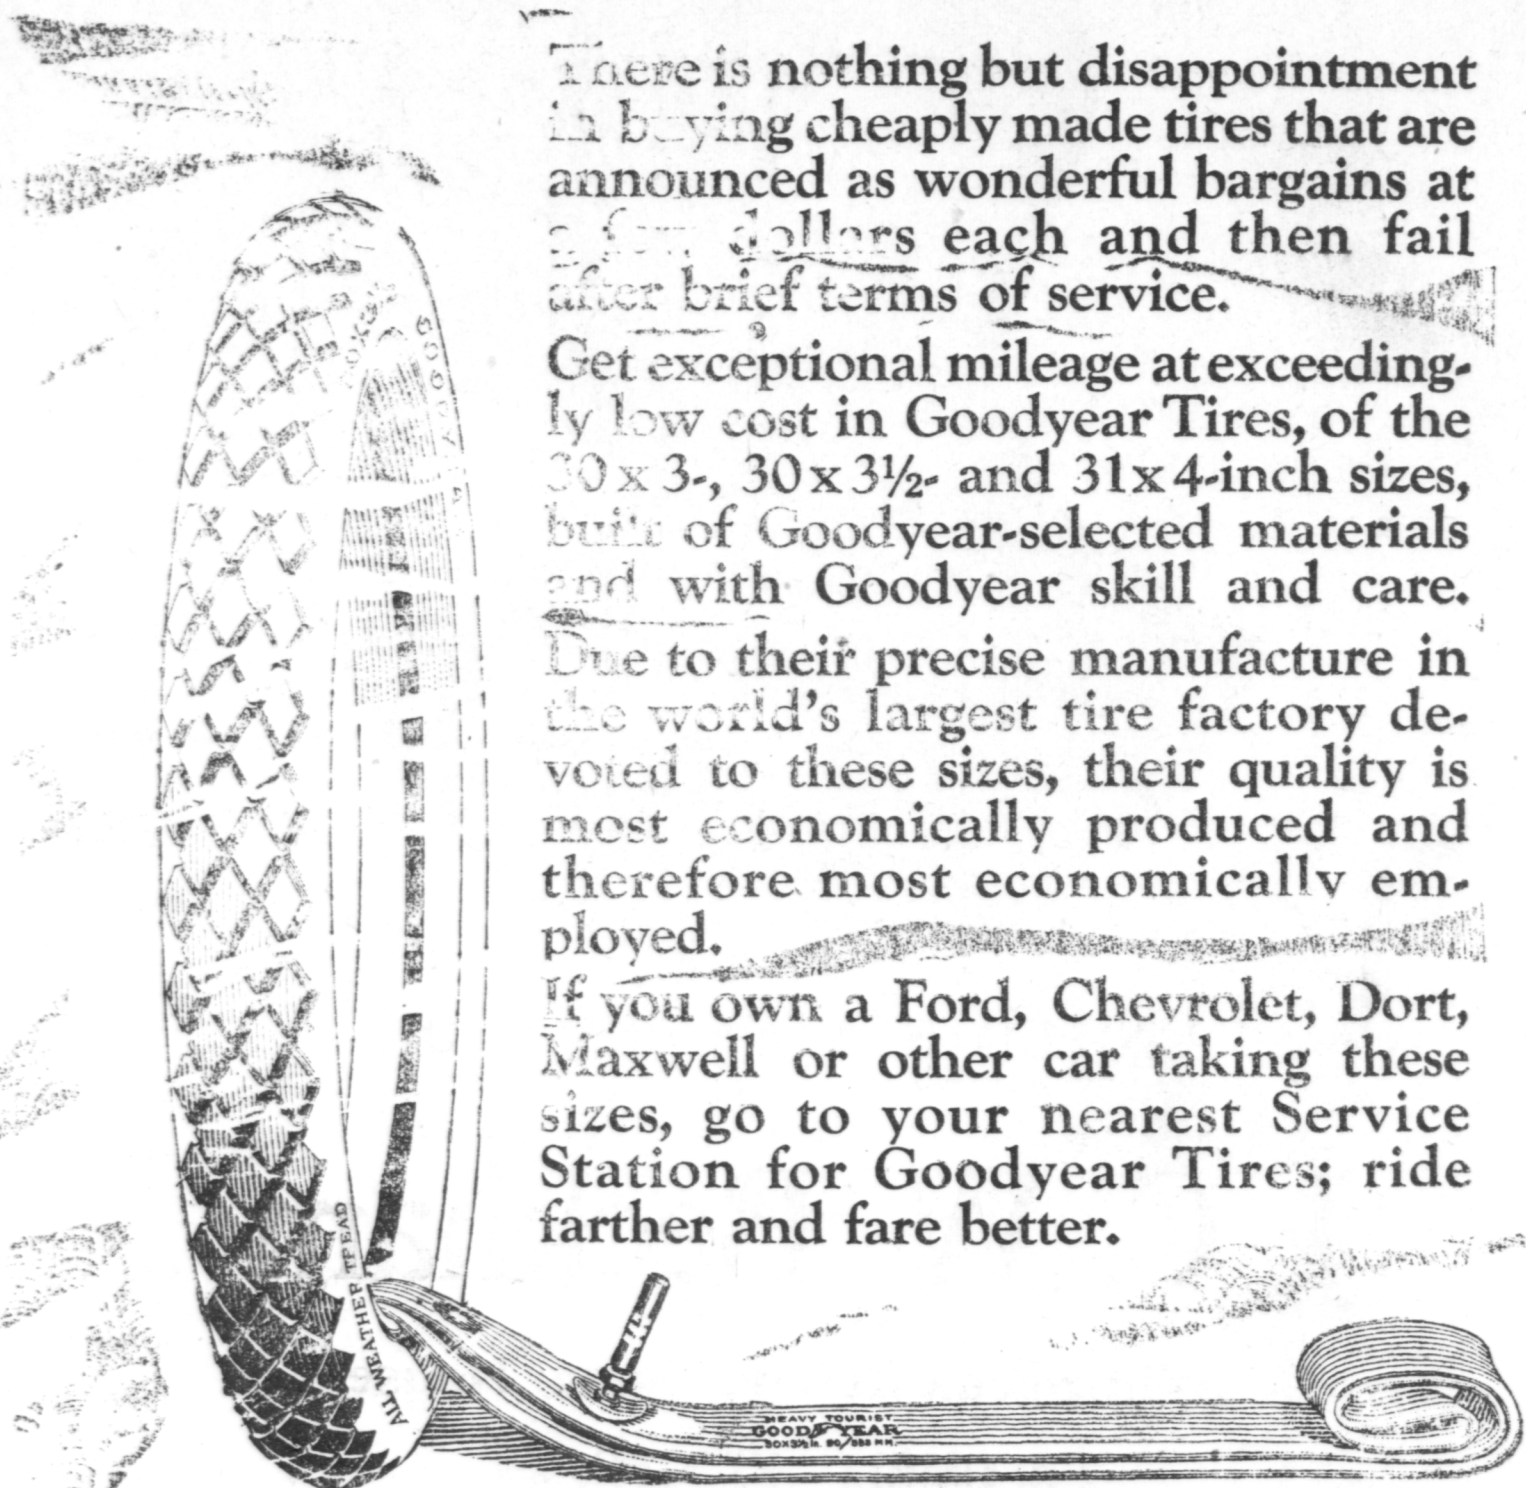 There is nothing but disappointment
in buying cheaply made tires that are
announced as wonderful bargains at
a few dollars each and then fail
after brief terms of service.
Get exceptional mileage at exceeding-
ly low cost in Goodyear Tires, of the
30 x 3-, 30 x 3½- and 31 x 4-inch sizes,
built of Goodyear-selected materials
and with Goodyear skill and care.
Due to their precise manufacture in
the world's largest tire factory de-
voted to these sizes, their quality is
most economically produced and
therefore most economically em-
ployed.
If you own a Ford, Chevrolet, Dort,
Maxwell or other car taking these
sizes, go to your nearest Service
Station for Goodyear Tires; ride
farther and fare better.
GOODYEAR
ALL WEATHER TREAD
HEAVY TOURIST
GOODYEAR
30X3½ IN.